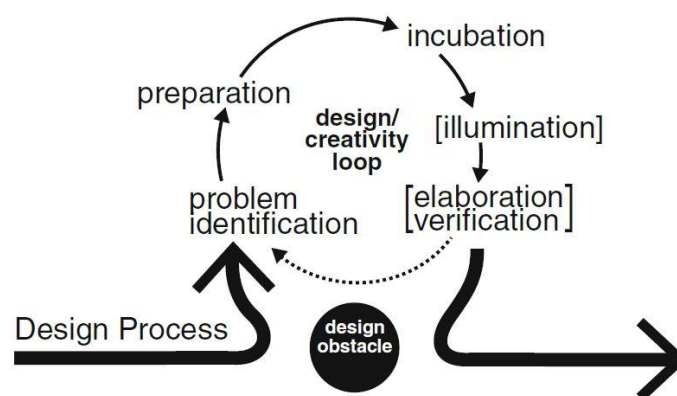 incubation
preparation
design/
creativity
loop
[illumination]
problem
identification
[elaboration]
[verification]
Design Process
design
obstacle